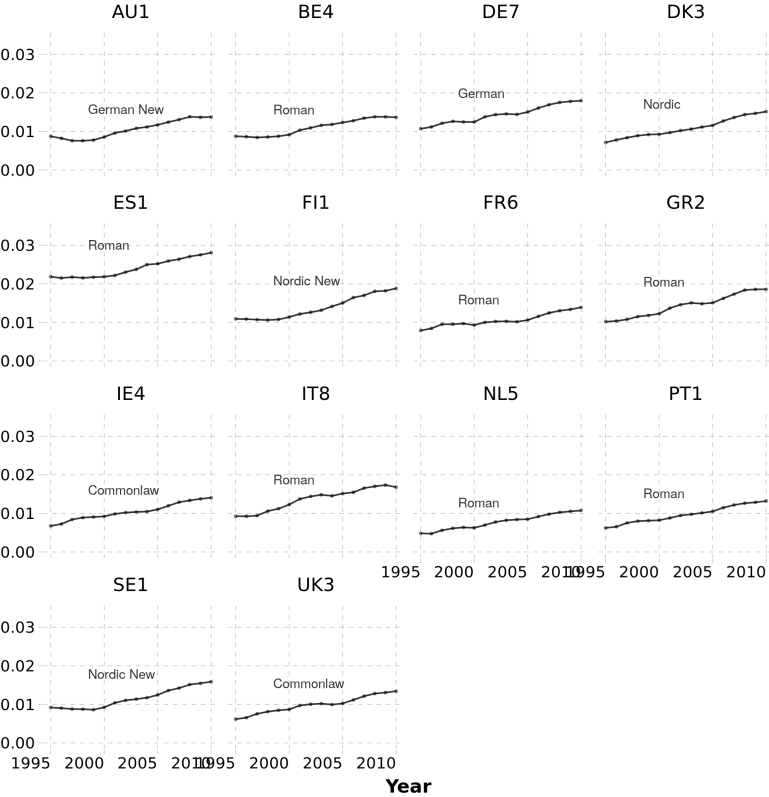 AU1 BE4 DE7 DK3
0.03
0.02 German New Roman German Nordic
0.01
0.00
ES1 FI1 FR6 GR2
0.03 Roman
0.02 Nordic New Roman Roman
0.01
0.00
IE4 IT8 NL5 PT1
0.03
0.02 Commonlaw Roman Roman Roman
0.01
0.00
1995 2000 2005 2010 1995 2000 2005 2010
SE1 UK3
0.03
0.02 Nordic New Commonlaw
0.01
0.00
1995 2000 2005 2010 1995 2000 2005 2010
Year